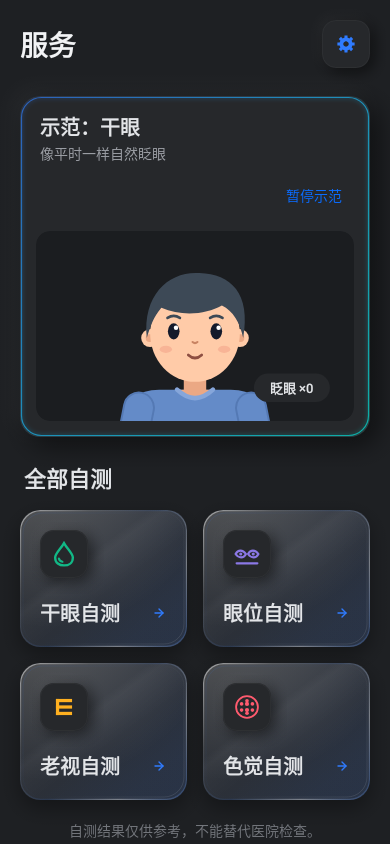 服务
示范：干眼
像平时一样自然眨眼
暂停示范
眨眼 ×0
全部自测
干眼自测
眼位自测
老视自测
色觉自测
自测结果仅供参考，不能替代医院检查。